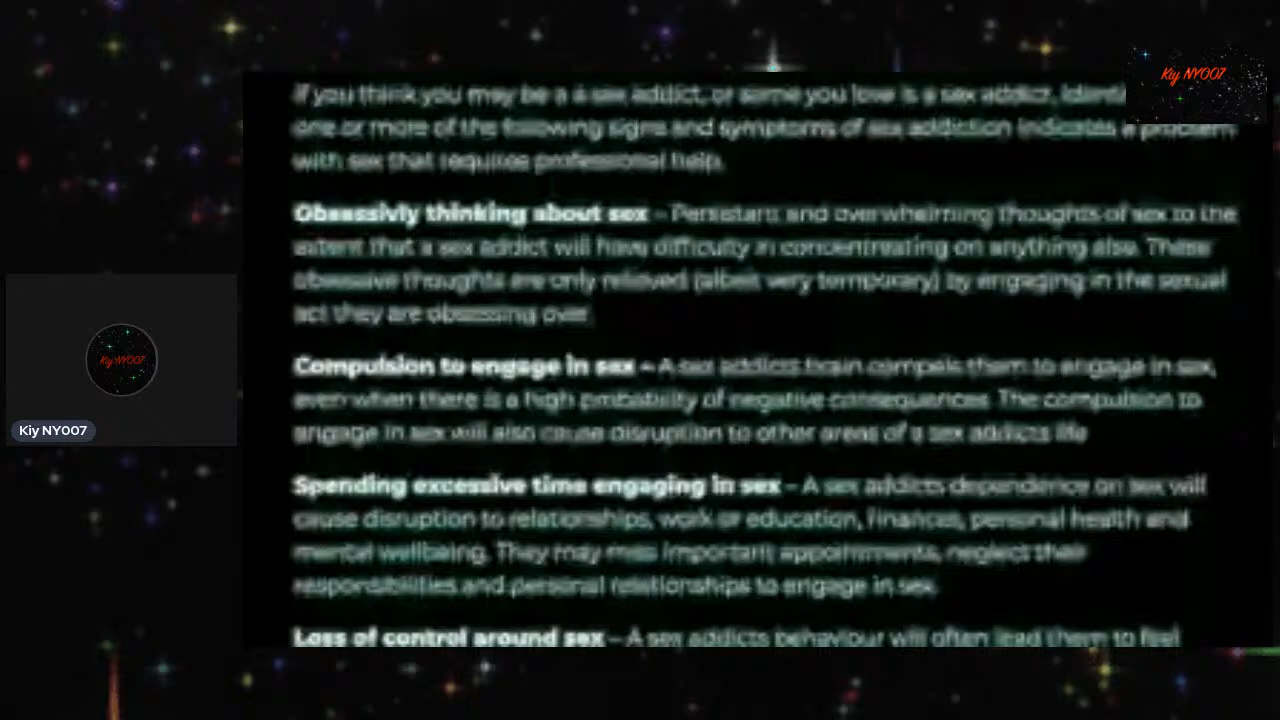 If you think you may be a a sex addict, or some you love is a sex addict, identi
one or more of the following signs and symptoms of sex addiction indicates a problem
with sex that requires professional help.
Obsessivly thinking about sex – Persistant and overwhelming thoughts of sex to the
extent that a sex addict will have difficulty in concentreating on anything else. These
obsessive thoughts are only relieved (albeit very temporary) by engaging in the sexual
act they are obsessing over.
Compulsion to engage in sex – A sex addicts brain compels them to engage in sex,
even when there is a high probability of negative consequences. The compulsion to
engage in sex will also cause disruption to other areas of a sex addicts life
Spending excessive time engaging in sex – A sex addicts dependence on sex will
cause disruption to relationships, work or education, finances, personal health and
mental wellbeing. They may miss important appointments, neglect their
responsibilities and personal relationships to engage in sex.
Loss of control around sex – A sex addicts behaviour will often lead them to feel
Kiy NY007
Kiy NY007
Kiy NY007